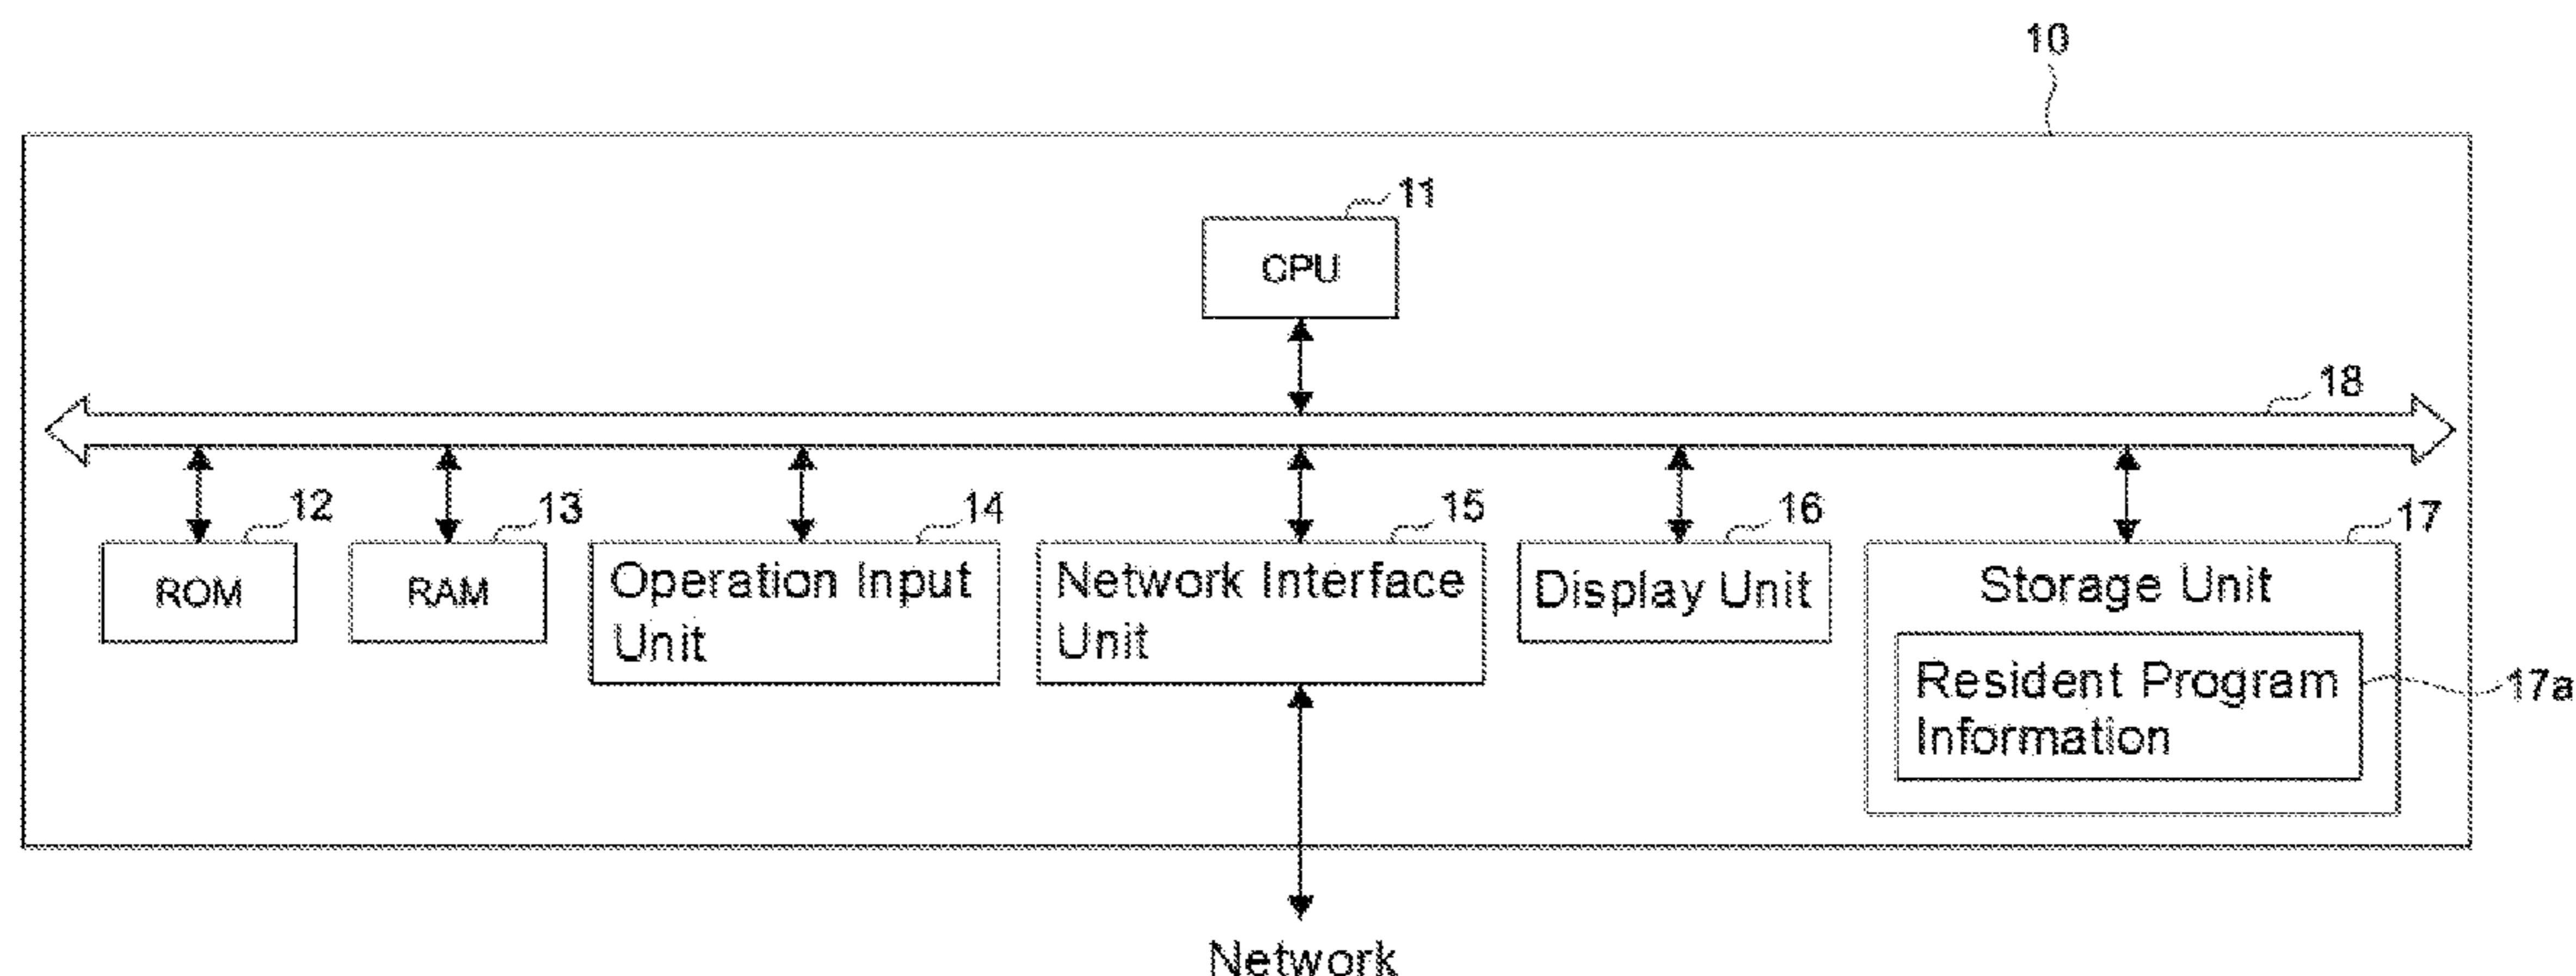 10
11
CPU
18
12
13
14
15
16
17
ROM
RAM
Operation Input
Unit
Network Interface
Unit
Display Unit
Storage Unit
Resident Program
Information
17a
Network